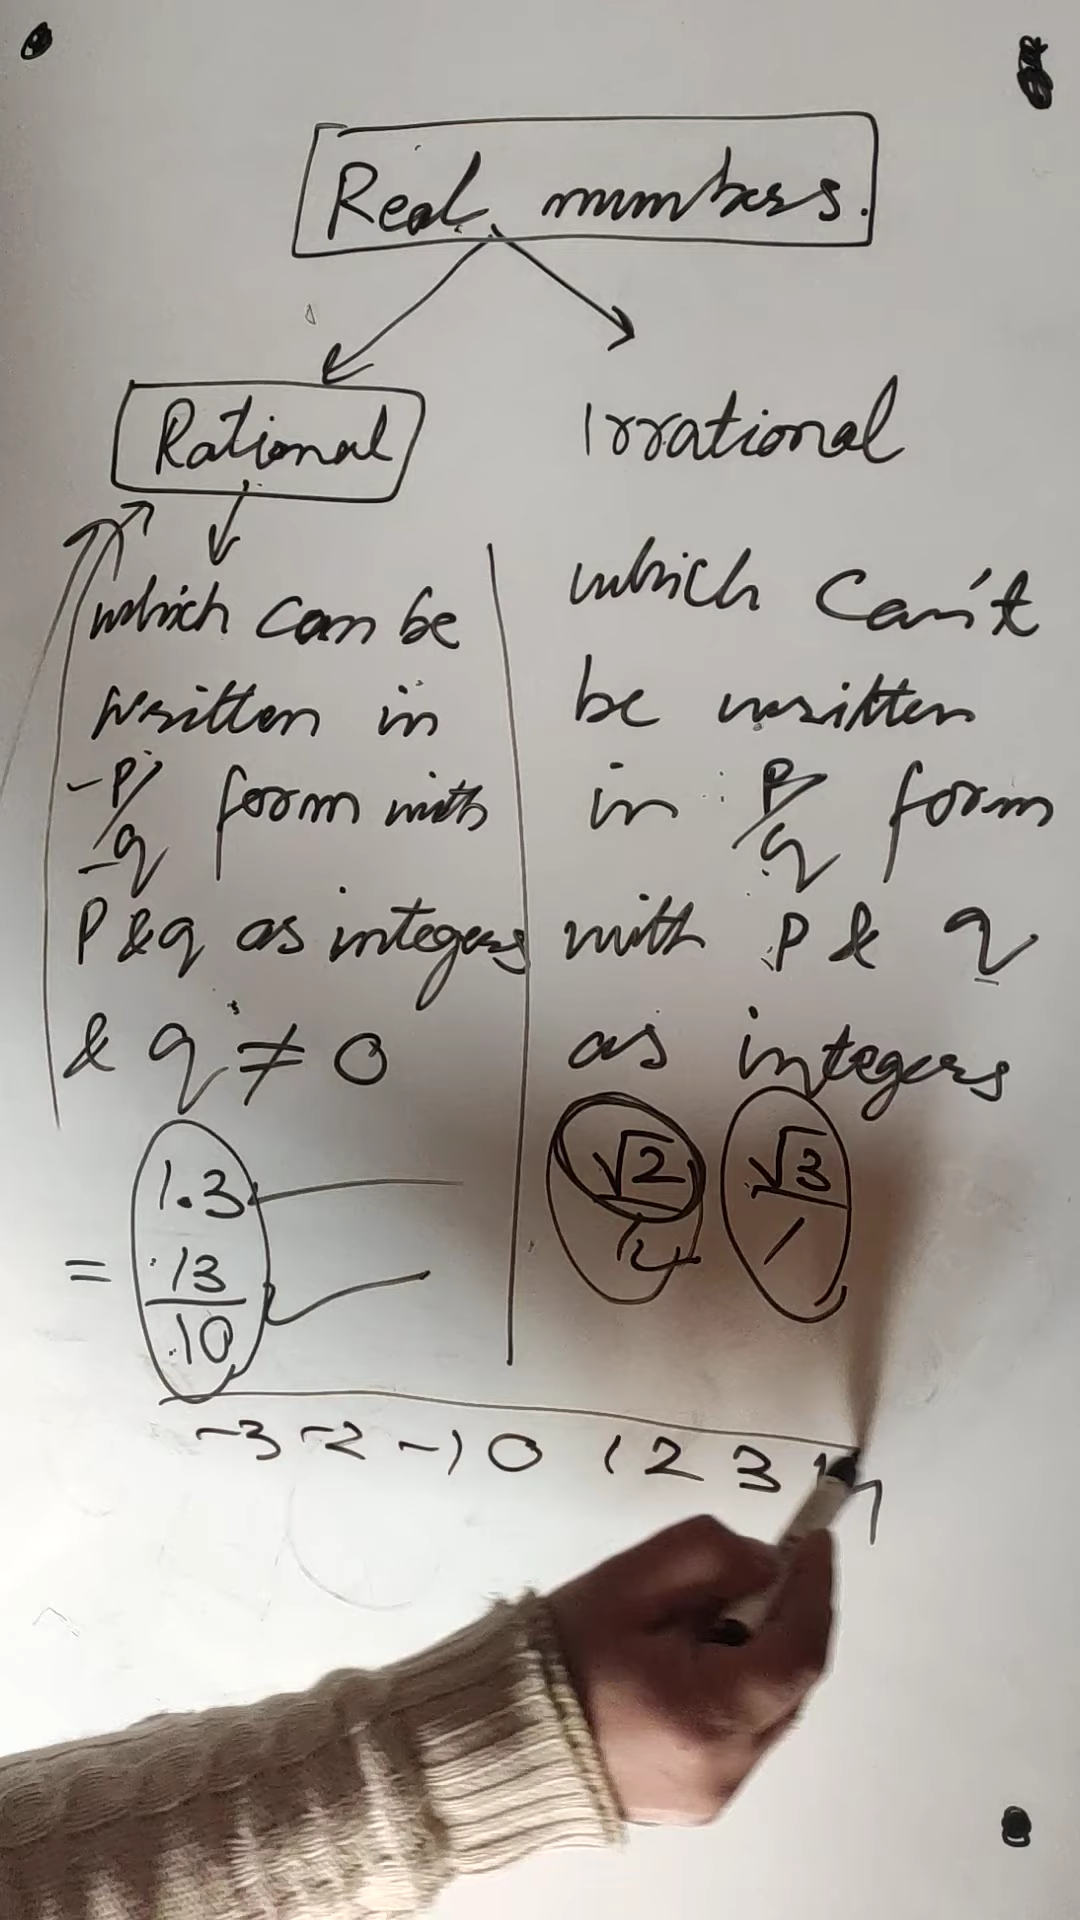 Real numbers.
Rational
Irrational
which can be
written in
P/q form with
P & q as integers
& q ≠ 0
1.3
= 13/10
which can't
be written
in P/q form
with P & q
as integers
√2 √3/1
-3 -2 -1 0 1 2 3